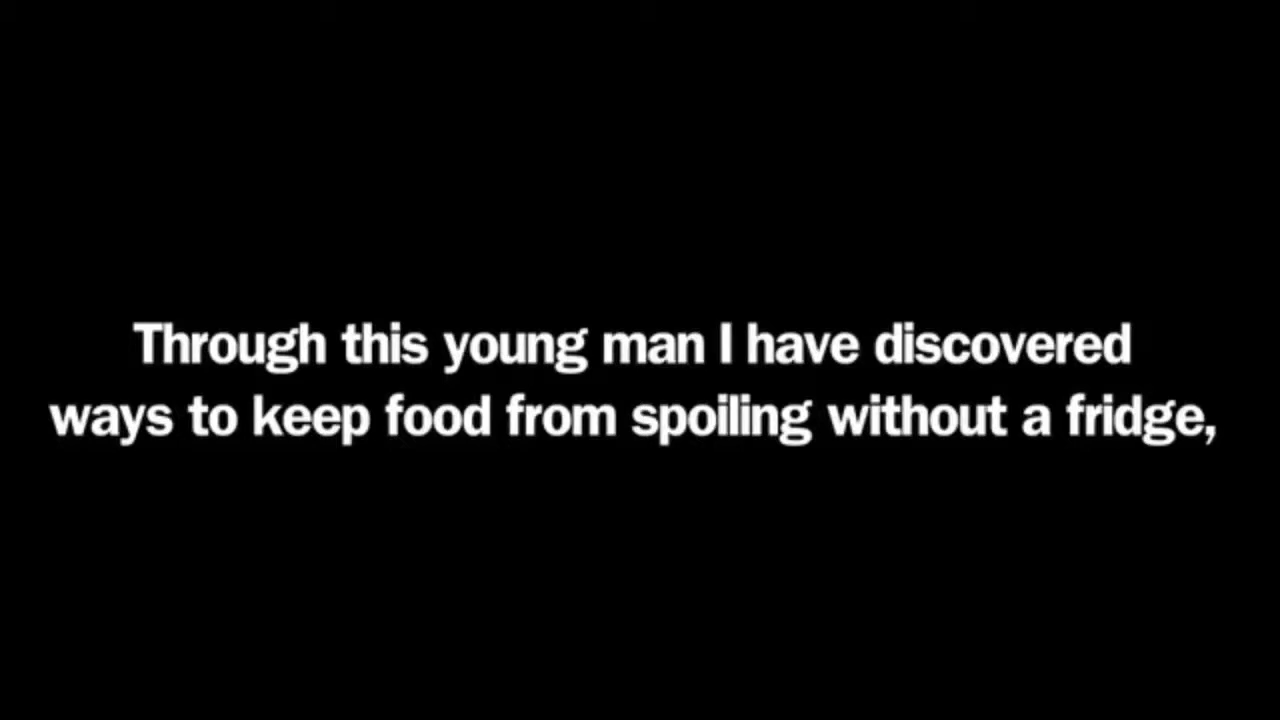 Through this young man I have discovered
ways to keep food from spoiling without a fridge,